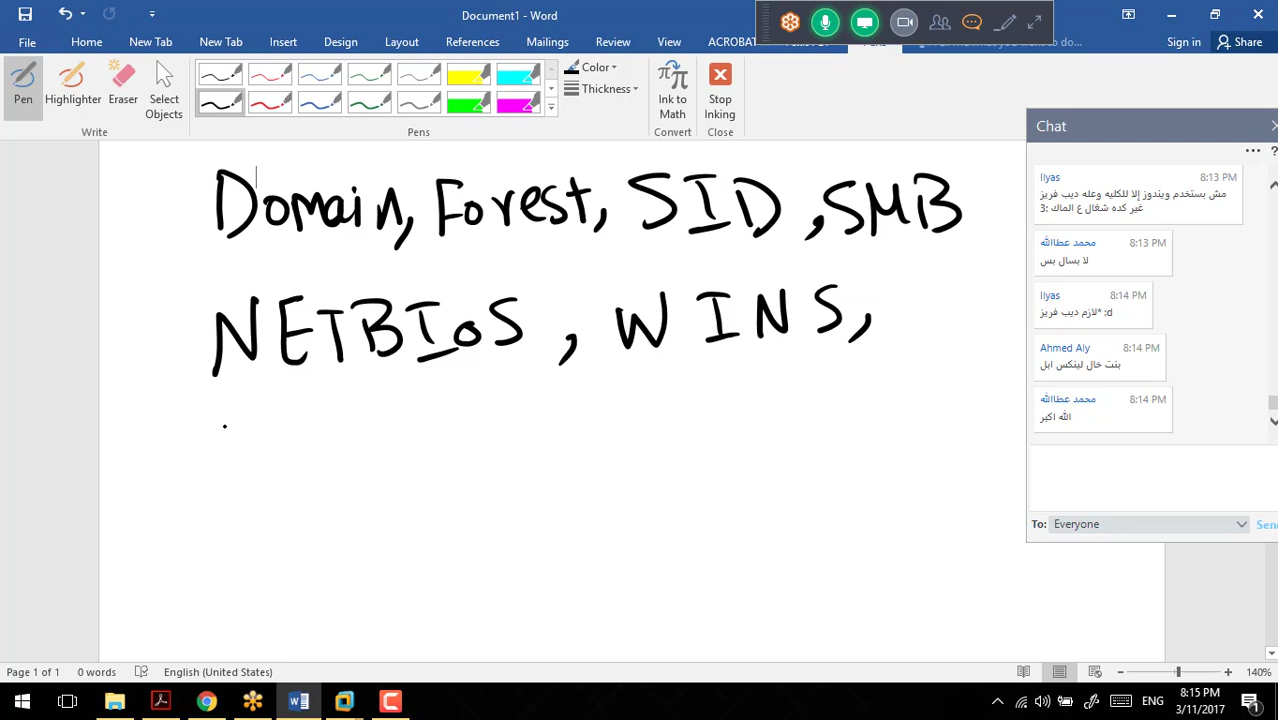 Document1 - Word
File
Home
New Tab
New Tab
Insert
Design
Layout
References
Mailings
Review
View
ACROBAT
Sign in
Share
Pen
Highlighter
Eraser
Select Objects
Color
Thickness
Ink to Math
Stop Inking
Write
Pens
Convert
Close
Domain, Forest, SID, SMB
NETBIOS, WINS,
Chat
Ilyas 8:13 PM
مش بستخدم ويندوز إلا للكليه وعله ديب فريز
غير كده شغال ع الماك :3
محمد عطاالله 8:13 PM
لا بسال بس
Ilyas 8:14 PM
*لازم ديب فريز :d
Ahmed Aly 8:14 PM
بنت خال لينكس ابل
محمد عطاالله 8:14 PM
الله اكبر
To: Everyone
Send
Page 1 of 1
0 words
English (United States)
140%
ENG
8:15 PM
3/11/2017